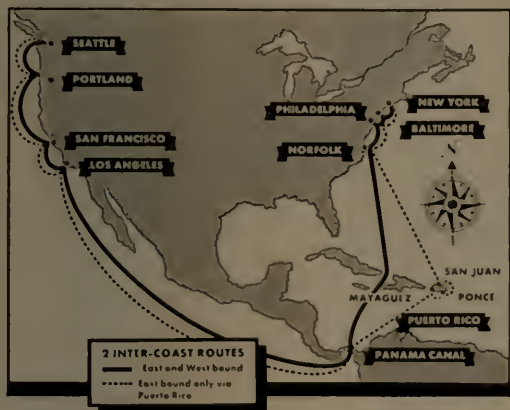 SEATTLE
PORTLAND
SAN FRANCISCO
LOS ANGELES
PHILADELPHIA
NEW YORK
BALTIMORE
NORFOLK
N
SAN JUAN
MAYAGUEZ
PONCE
PUERTO RICO
PANAMA CANAL
2 INTER-COAST ROUTES
East and West bound
East bound only via
Puerto Rico